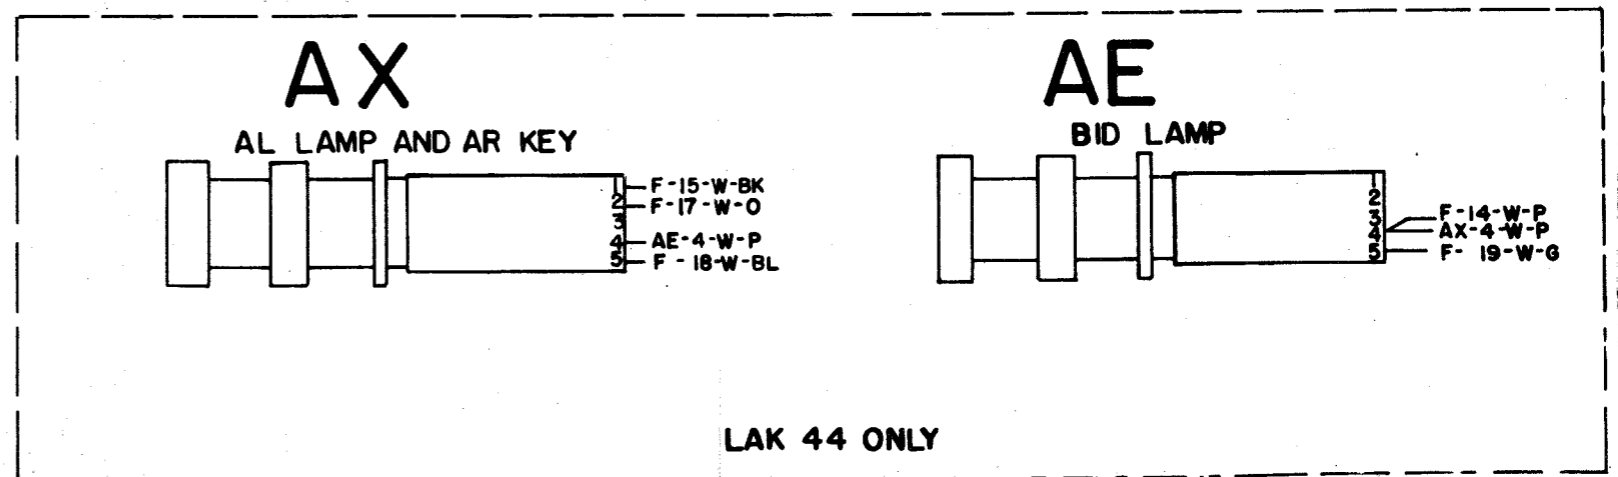 AX
AL LAMP AND AR KEY
1 F-15-W-BK
2 F-17-W-O
3
4 AE-4-W-P
5 F-18-W-BL
AE
BID LAMP
1
2
3 F-14-W-P
4 AX-4-W-P
5 F-19-W-G
LAK 44 ONLY